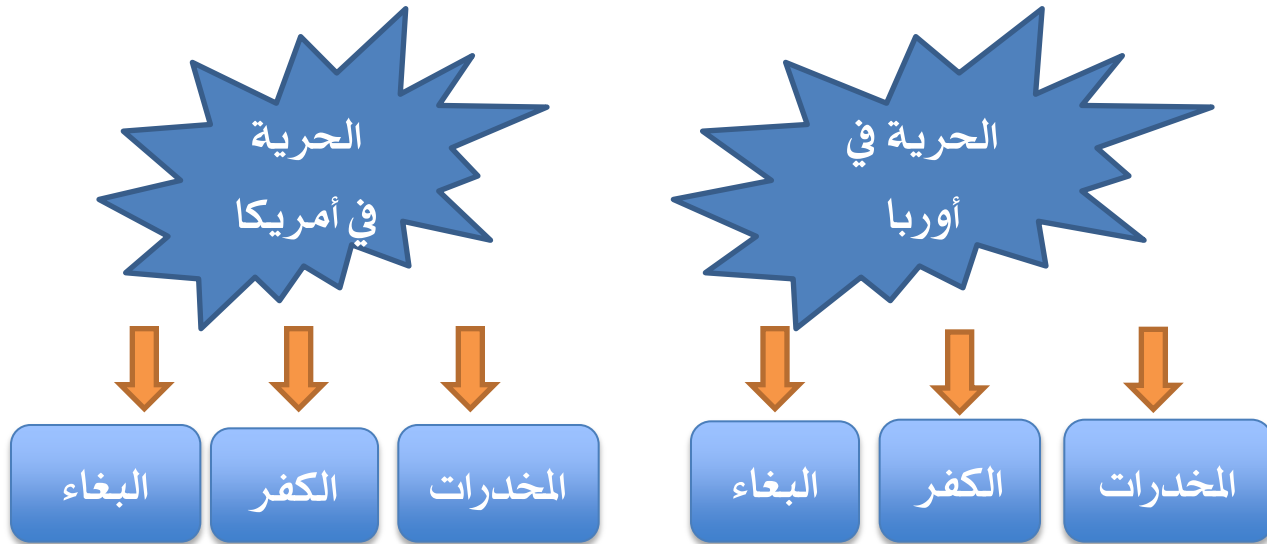 الحرية في
أوربا
المخدرات
الكفر
البغاء
الحرية
في أمريكا
المخدرات
الكفر
البغاء